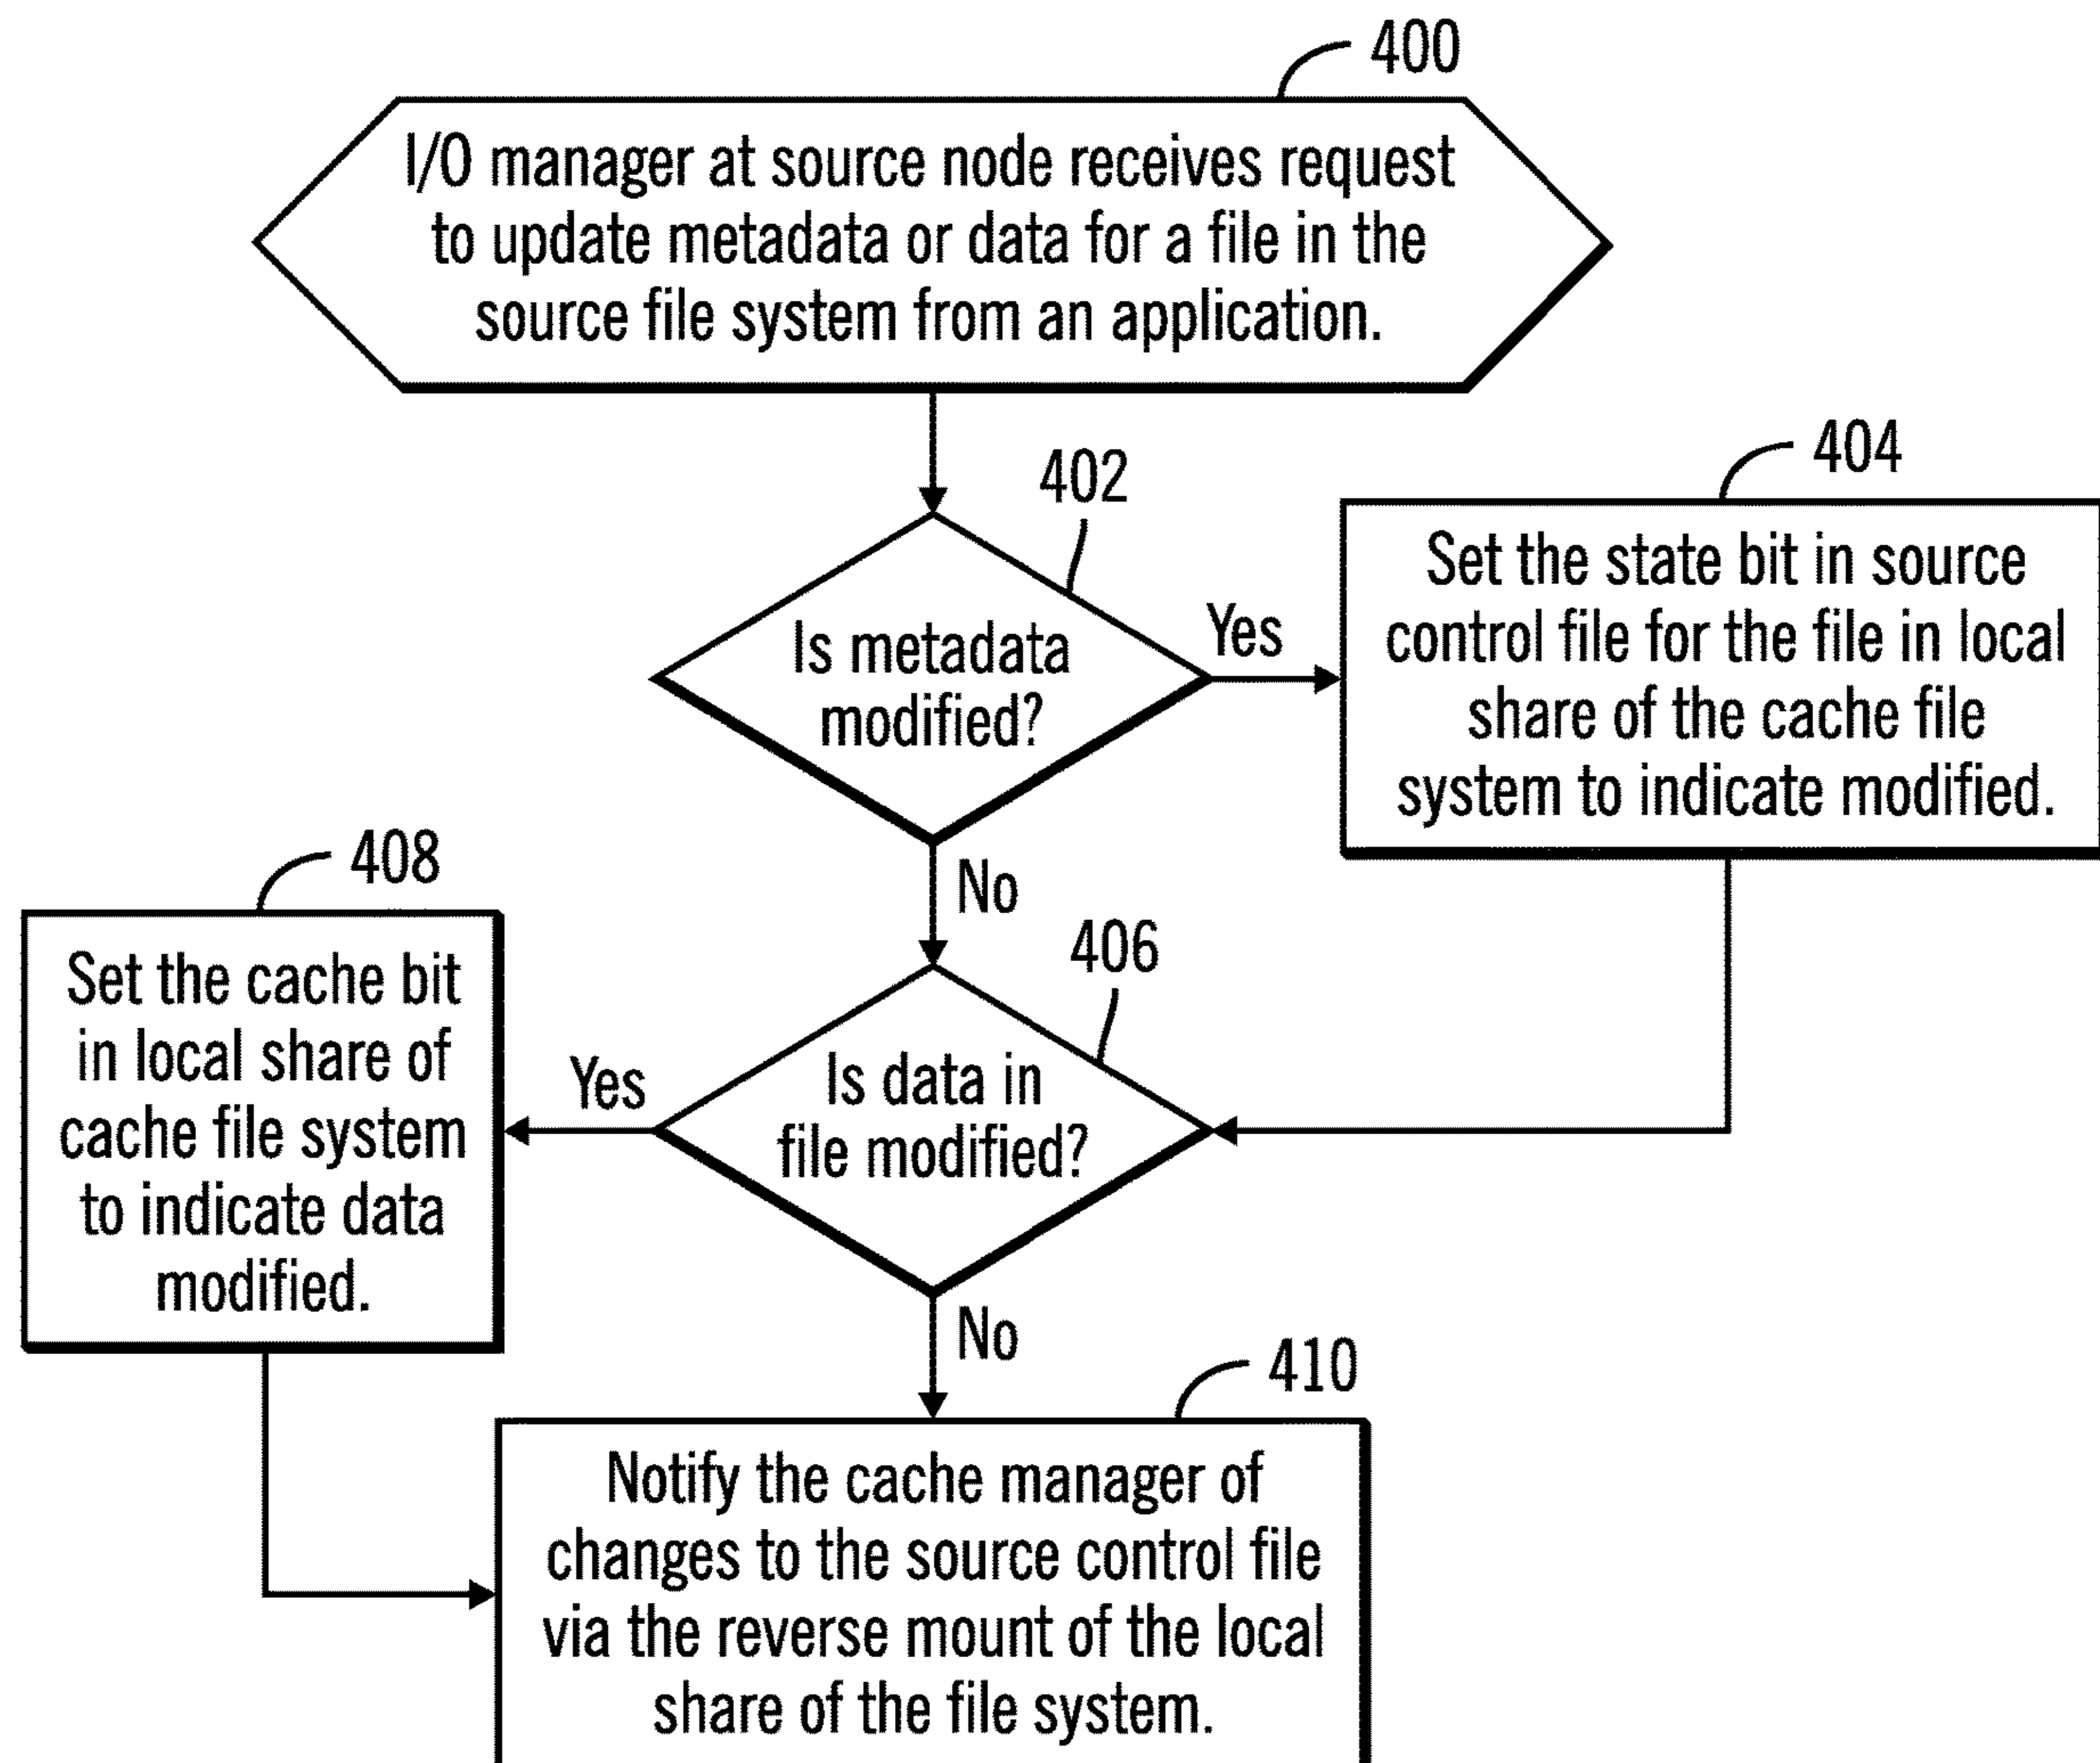 400
I/O manager at source node receives request
to update metadata or data for a file in the
source file system from an application.
402
Is metadata
modified?
Yes
404
Set the state bit in source
control file for the file in local
share of the cache file
system to indicate modified.
No
408
Set the cache bit
in local share of
cache file system
to indicate data
modified.
406
Is data in
file modified?
Yes
No
410
Notify the cache manager of
changes to the source control file
via the reverse mount of the local
share of the file system.